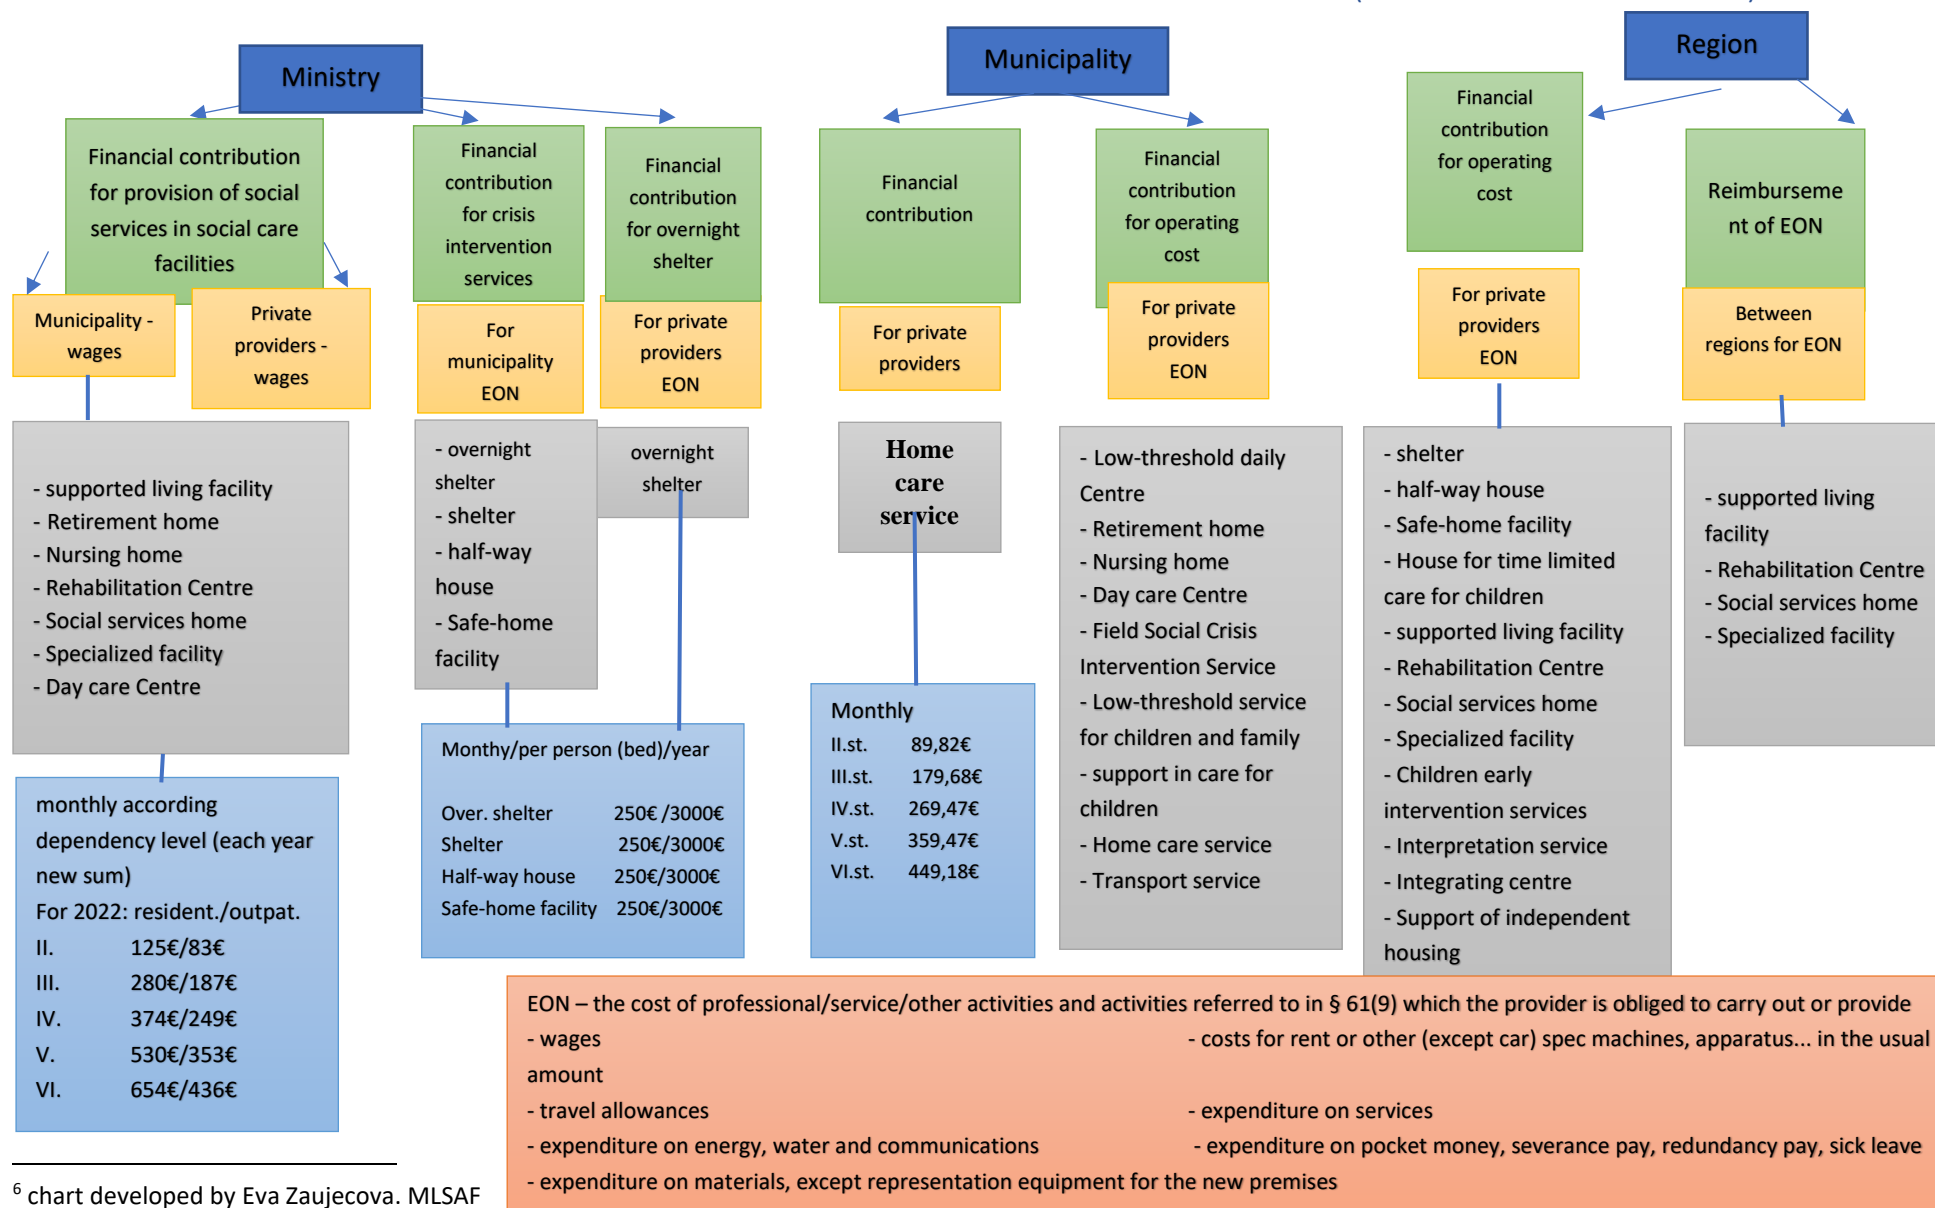 Ministry
Financial contribution
for provision of social
services in social care
facilities
Municipality -
wages
Private
providers -
wages
- supported living facility
- Retirement home
- Nursing home
- Rehabilitation Centre
- Social services home
- Specialized facility
- Day care Centre
monthly according
dependency level (each year
new sum)
For 2022: resident./outpat.
II. 125€/83€
III. 280€/187€
IV. 374€/249€
V. 530€/353€
VI. 654€/436€
Financial
contribution
for crisis
intervention
services
For
municipality
EON
- overnight
shelter
- shelter
- half-way
house
- Safe-home
facility
Financial
contribution
for overnight
shelter
For private
providers
EON
overnight
shelter
Monthy/per person (bed)/year
Over. shelter 250€ /3000€
Shelter 250€/3000€
Half-way house 250€/3000€
Safe-home facility 250€/3000€
Municipality
Financial
contribution
For private
providers
Home
care
service
Monthly
II.st. 89,82€
III.st. 179,68€
IV.st. 269,47€
V.st. 359,47€
VI.st. 449,18€
Financial
contribution
for operating
cost
For private
providers
EON
- Low-threshold daily
Centre
- Retirement home
- Nursing home
- Day care Centre
- Field Social Crisis
Intervention Service
- Low-threshold service
for children and family
- support in care for
children
- Home care service
- Transport service
Region
Financial
contribution
for operating
cost
For private
providers
EON
- shelter
- half-way house
- Safe-home facility
- House for time limited
care for children
- supported living facility
- Rehabilitation Centre
- Social services home
- Specialized facility
- Children early
intervention services
- Interpretation service
- Integrating centre
- Support of independent
housing
Reimburseme
nt of EON
Between
regions for EON
- supported living
facility
- Rehabilitation Centre
- Social services home
- Specialized facility
EON – the cost of professional/service/other activities and activities referred to in § 61(9) which the provider is obliged to carry out or provide
- wages - costs for rent or other (except car) spec machines, apparatus... in the usual
amount
- travel allowances - expenditure on services
- expenditure on energy, water and communications - expenditure on pocket money, severance pay, redundancy pay, sick leave
- expenditure on materials, except representation equipment for the new premises
6 chart developed by Eva Zaujecova. MLSAF